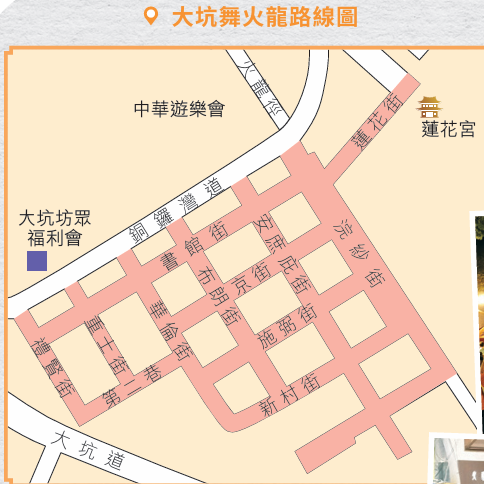 大坑舞火龍路線圖
火龍徑
中華遊樂會
蓮花街
蓮花宮
大坑坊眾
福利會
銅鑼灣道
書館街
安庶庇街
浣紗街
布朗街
京街
華倫街
施弼街
禮賢街
重士街
第二巷
新村街
大坑道